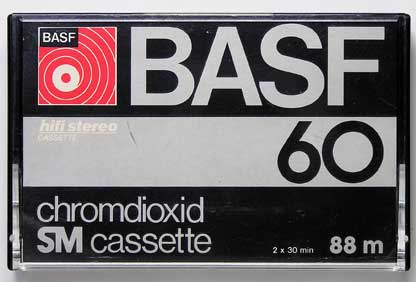 BASF
BASF
hifi stereo
CASSETTE
60
chromdioxid
SM cassette
2 x 30 min
88 m